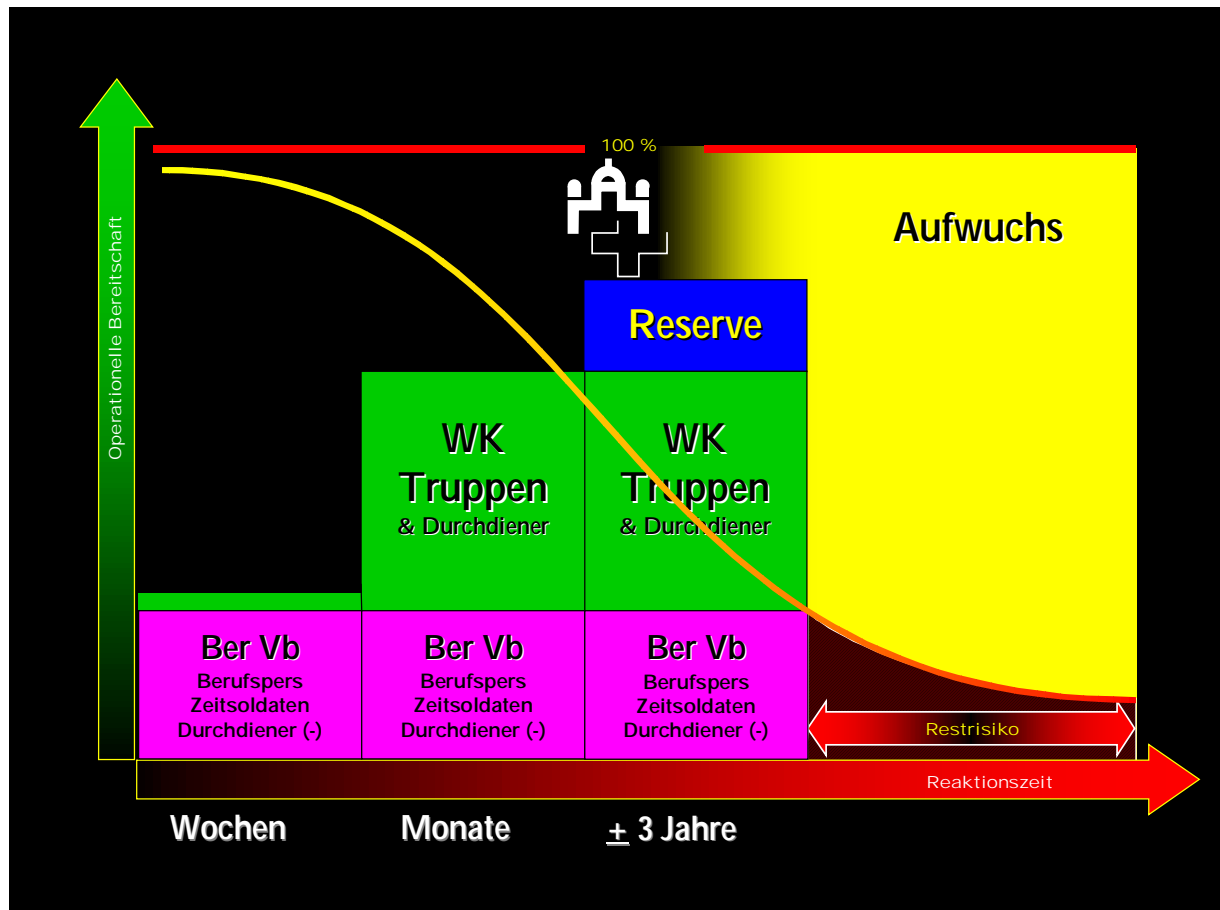 100 %
Operationelle Bereitschaft
Aufwuchs
Reserve
WK
Truppen
& Durchdiener
WK
Truppen
& Durchdiener
Ber Vb
Berufspers
Zeitsoldaten
Durchdiener (-)
Ber Vb
Berufspers
Zeitsoldaten
Durchdiener (-)
Ber Vb
Berufspers
Zeitsoldaten
Durchdiener (-)
Restrisiko
Reaktionszeit
Wochen
Monate
± 3 Jahre